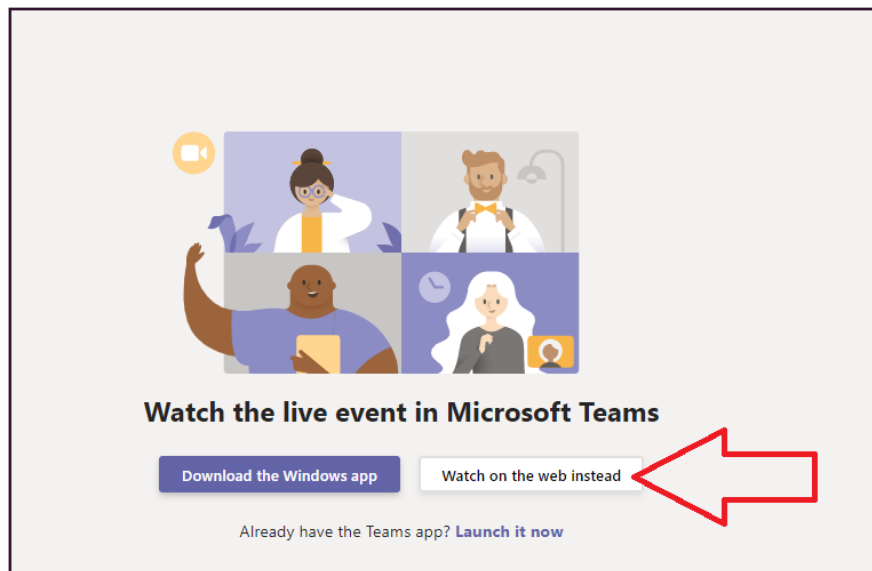 Watch the live event in Microsoft Teams
Download the Windows app
Watch on the web instead
Already have the Teams app? Launch it now